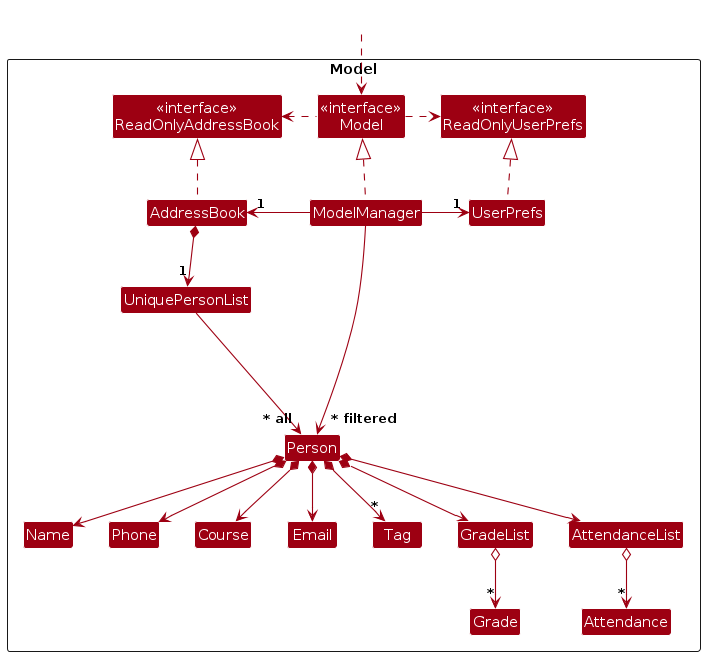 Model
«interface»
ReadOnlyAddressBook
«interface»
Model
«interface»
ReadOnlyUserPrefs
AddressBook
1
ModelManager
1
UserPrefs
1
UniquePersonList
* all
* filtered
Person
*
Name
Phone
Course
Email
Tag
GradeList
AttendanceList
*
*
Grade
Attendance